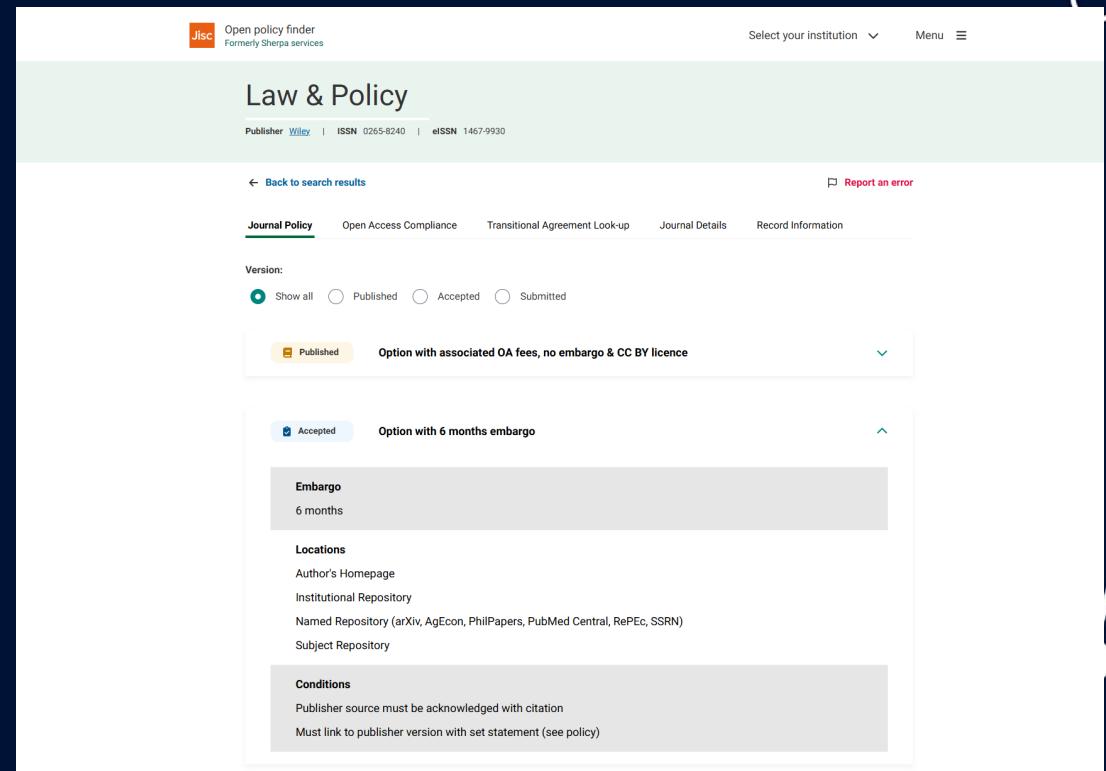 Jisc
Open policy finder
Formerly Sherpa services
Select your institution
Menu
Law & Policy
Publisher Wiley | ISSN 0265-8240 | eISSN 1467-9930
Back to search results
Report an error
Journal Policy Open Access Compliance Transitional Agreement Look-up Journal Details Record Information
Version:
Show all Published Accepted Submitted
Published Option with associated OA fees, no embargo & CC BY licence
Accepted Option with 6 months embargo
Embargo
6 months
Locations
Author's Homepage
Institutional Repository
Named Repository (arXiv, AgEcon, PhilPapers, PubMed Central, RePEc, SSRN)
Subject Repository
Conditions
Publisher source must be acknowledged with citation
Must link to publisher version with set statement (see policy)